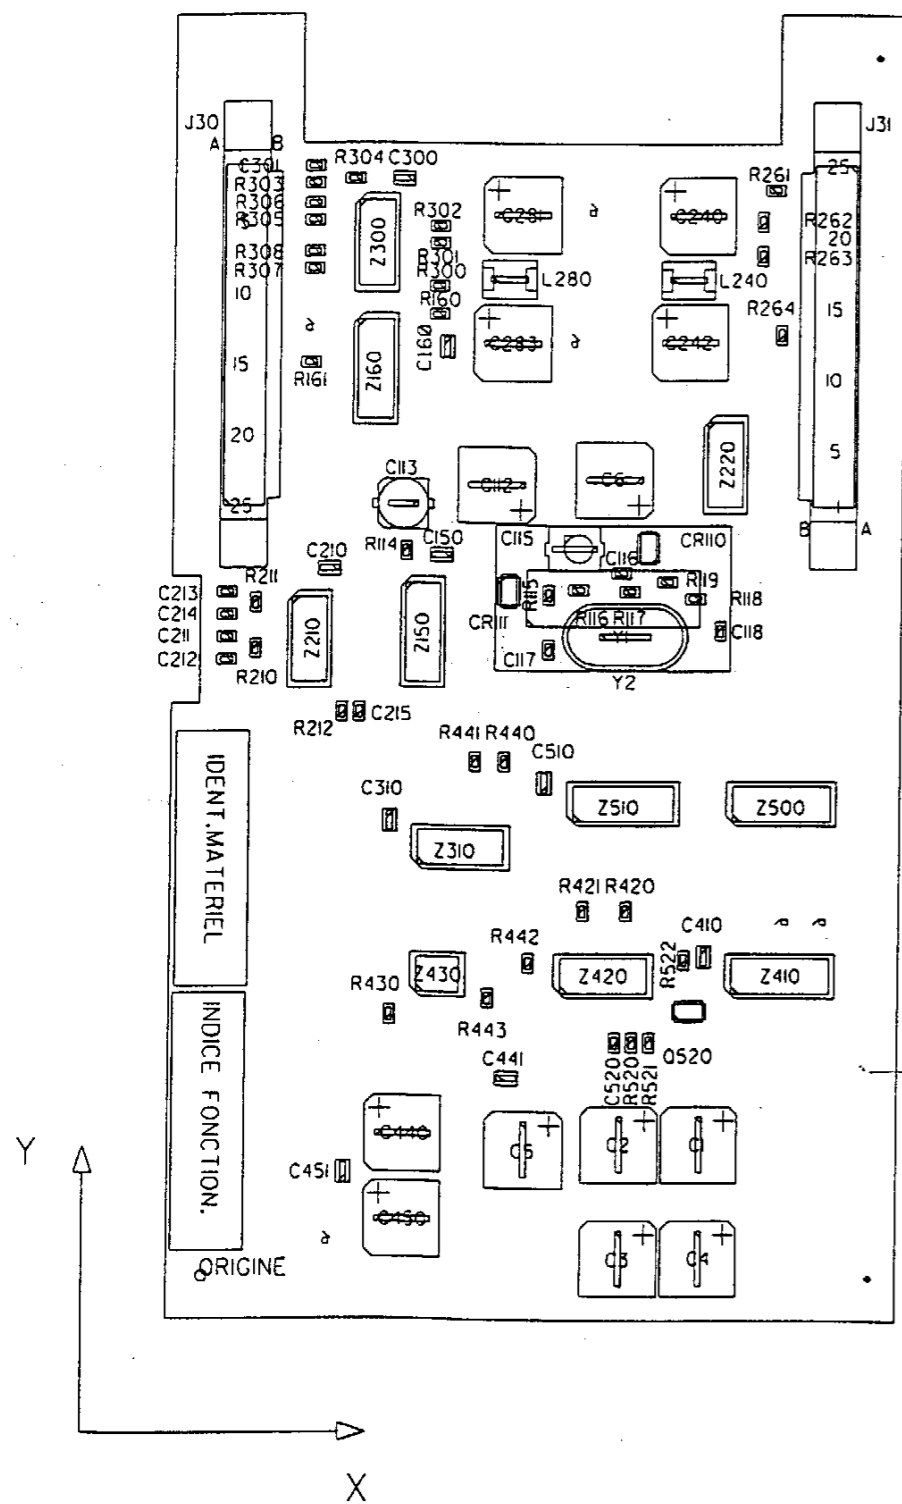 J30
A
B
J31
C301
R304
C300
25
R303
R261
R306
R305
5
C281
C240
R302
R262
20
R308
Z300
R301
R263
R307
R300
L280
L240
10
R160
R264
15
C160
C283
C242
15
Z160
R161
10
20
5
C113
C112
C6
Z220
25
R114
C150
C115
CR110
B
A
C210
C116
R211
R119
C213
R115
R118
C214
CR111
R116
R117
C211
Z210
Z150
Y1
C118
C212
C117
R210
Y2
R212
C215
R441
R440
C510
C310
IDENT.MATERIEL
Z510
Z500
Z310
R421
R420
C410
R442
R522
Z430
Z420
Z410
R430
R443
INDICE FONCTION.
C441
C520
R520
R521
Q520
C440
C5
C2
C1
Y
C451
C450
C3
C4
ORIGINE
X